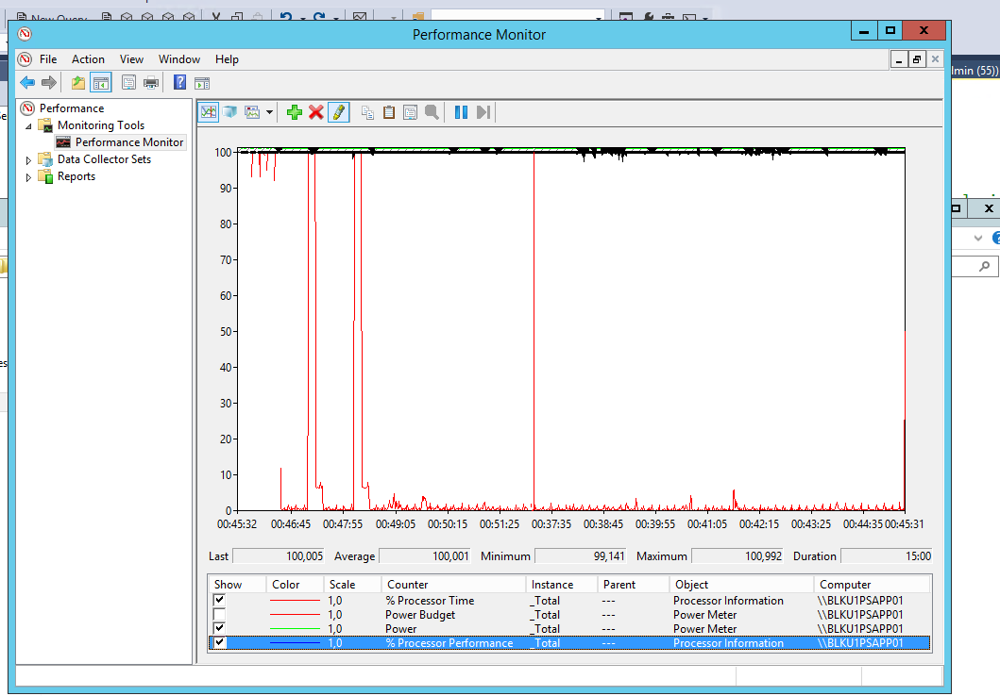 New Query
Performance Monitor
File Action View Window Help
lmin (55))
Performance
Monitoring Tools
Performance Monitor
Data Collector Sets
Reports
100
90
80
70
60
50
40
30
20
10
0
00:45:32 00:46:45 00:47:55 00:49:05 00:50:15 00:51:25 00:37:35 00:38:45 00:39:55 00:41:05 00:42:15 00:43:25 00:44:35 00:45:31
Last 100,005 Average 100,001 Minimum 99,141 Maximum 100,992 Duration 15:00
Show Color Scale Counter Instance Parent Object Computer
1,0 % Processor Time _Total --- Processor Information \\BLKU1PSAPP01
1,0 Power Budget _Total --- Power Meter \\BLKU1PSAPP01
1,0 Power _Total --- Power Meter \\BLKU1PSAPP01
1,0 % Processor Performance _Total --- Processor Information \\BLKU1PSAPP01